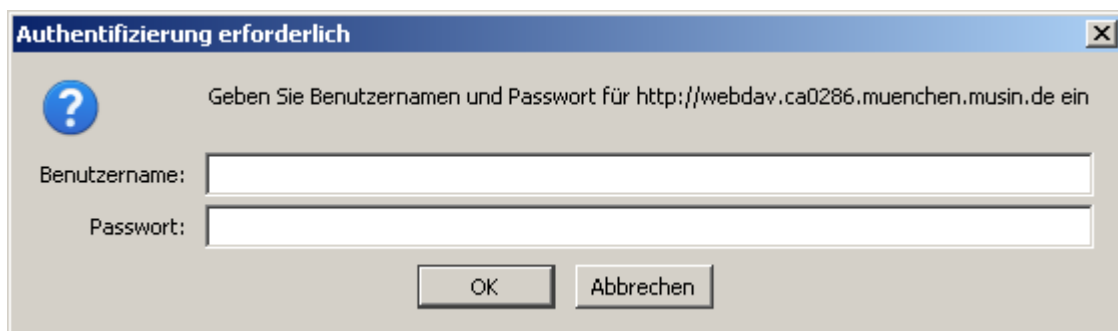 Authentifizierung erforderlich
Geben Sie Benutzernamen und Passwort für http://webdav.ca0286.muenchen.musin.de ein
Benutzername:
Passwort:
OK
Abbrechen